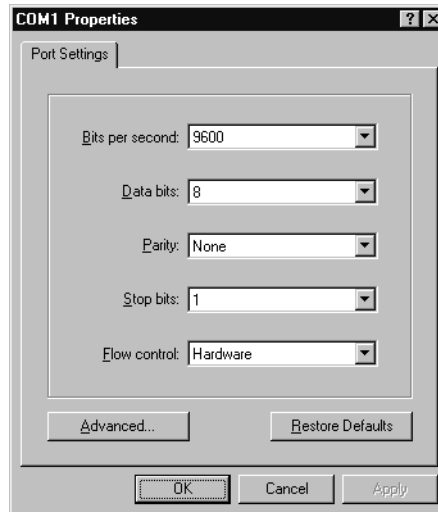 COM1 Properties
Port Settings
Bits per second: 9600
Data bits: 8
Parity: None
Stop bits: 1
Flow control: Hardware
Advanced... Restore Defaults
OK Cancel Apply